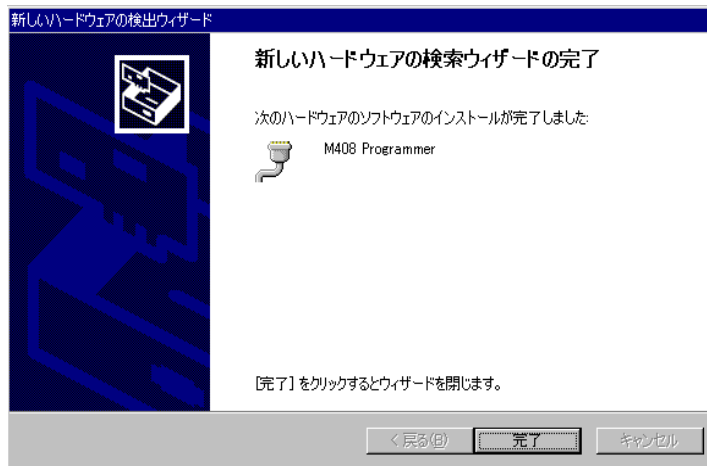 新しいハードウェアの検出ウィザード
新しいハードウェアの検索ウィザードの完了
次のハードウェアのソフトウェアのインストールが完了しました:
M408 Programmer
[完了] をクリックするとウィザードを閉じます。
< 戻る(B)
完了
キャンセル